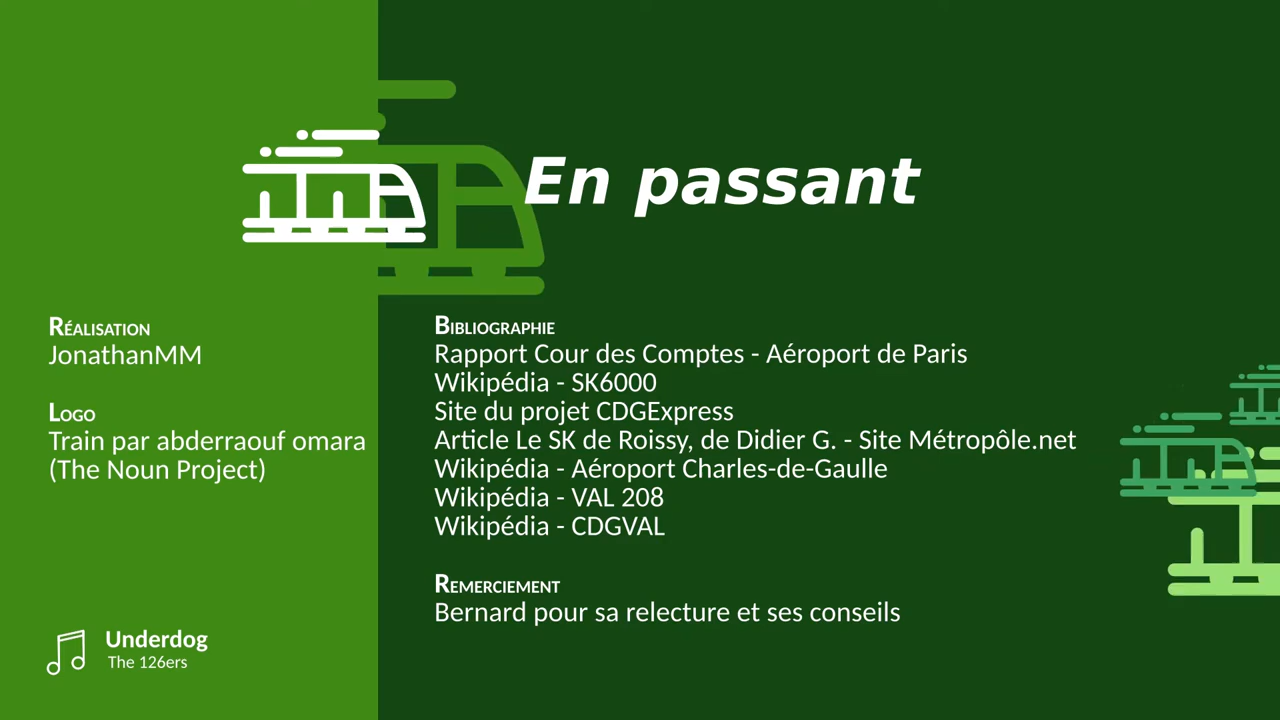 En passant
RÉALISATION
JonathanMM
LOGO
Train par abderraouf omara
(The Noun Project)
Underdog
The 126ers
BIBLIOGRAPHIE
Rapport Cour des Comptes - Aéroport de Paris
Wikipédia - SK6000
Site du projet CDGExpress
Article Le SK de Roissy, de Didier G. - Site Métropôle.net
Wikipédia - Aéroport Charles-de-Gaulle
Wikipédia - VAL 208
Wikipédia - CDGVAL
REMERCIEMENT
Bernard pour sa relecture et ses conseils